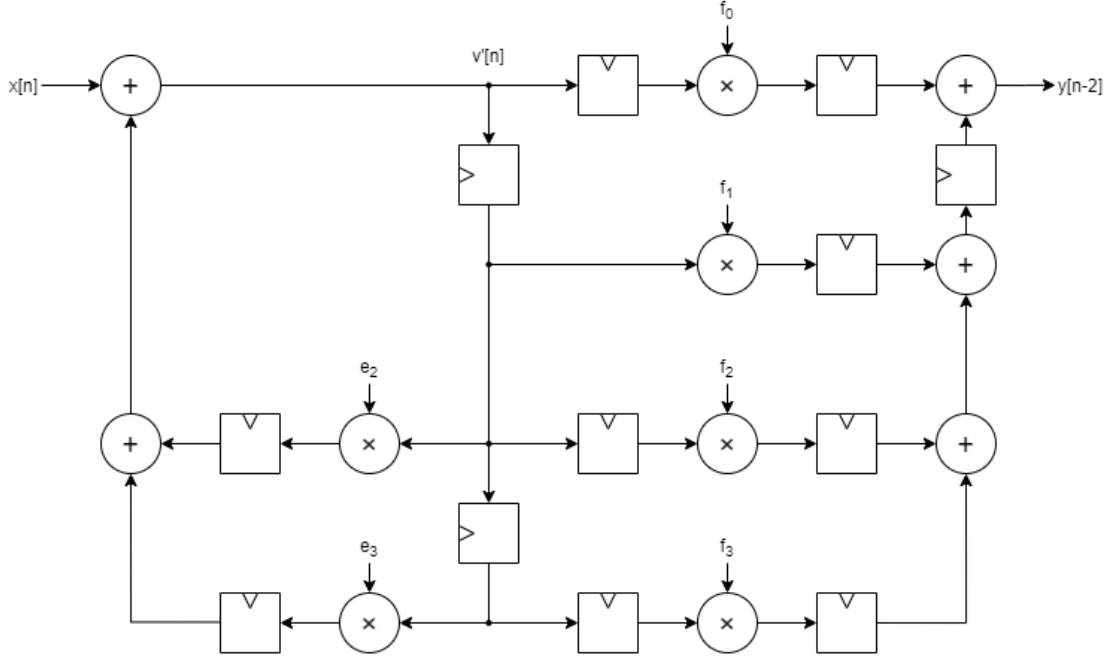 f₀
v'[n]
x[n]
+
×
+
y[n-2]
f₁
×
+
e₂
f₂
+
×
×
+
e₃
f₃
×
×